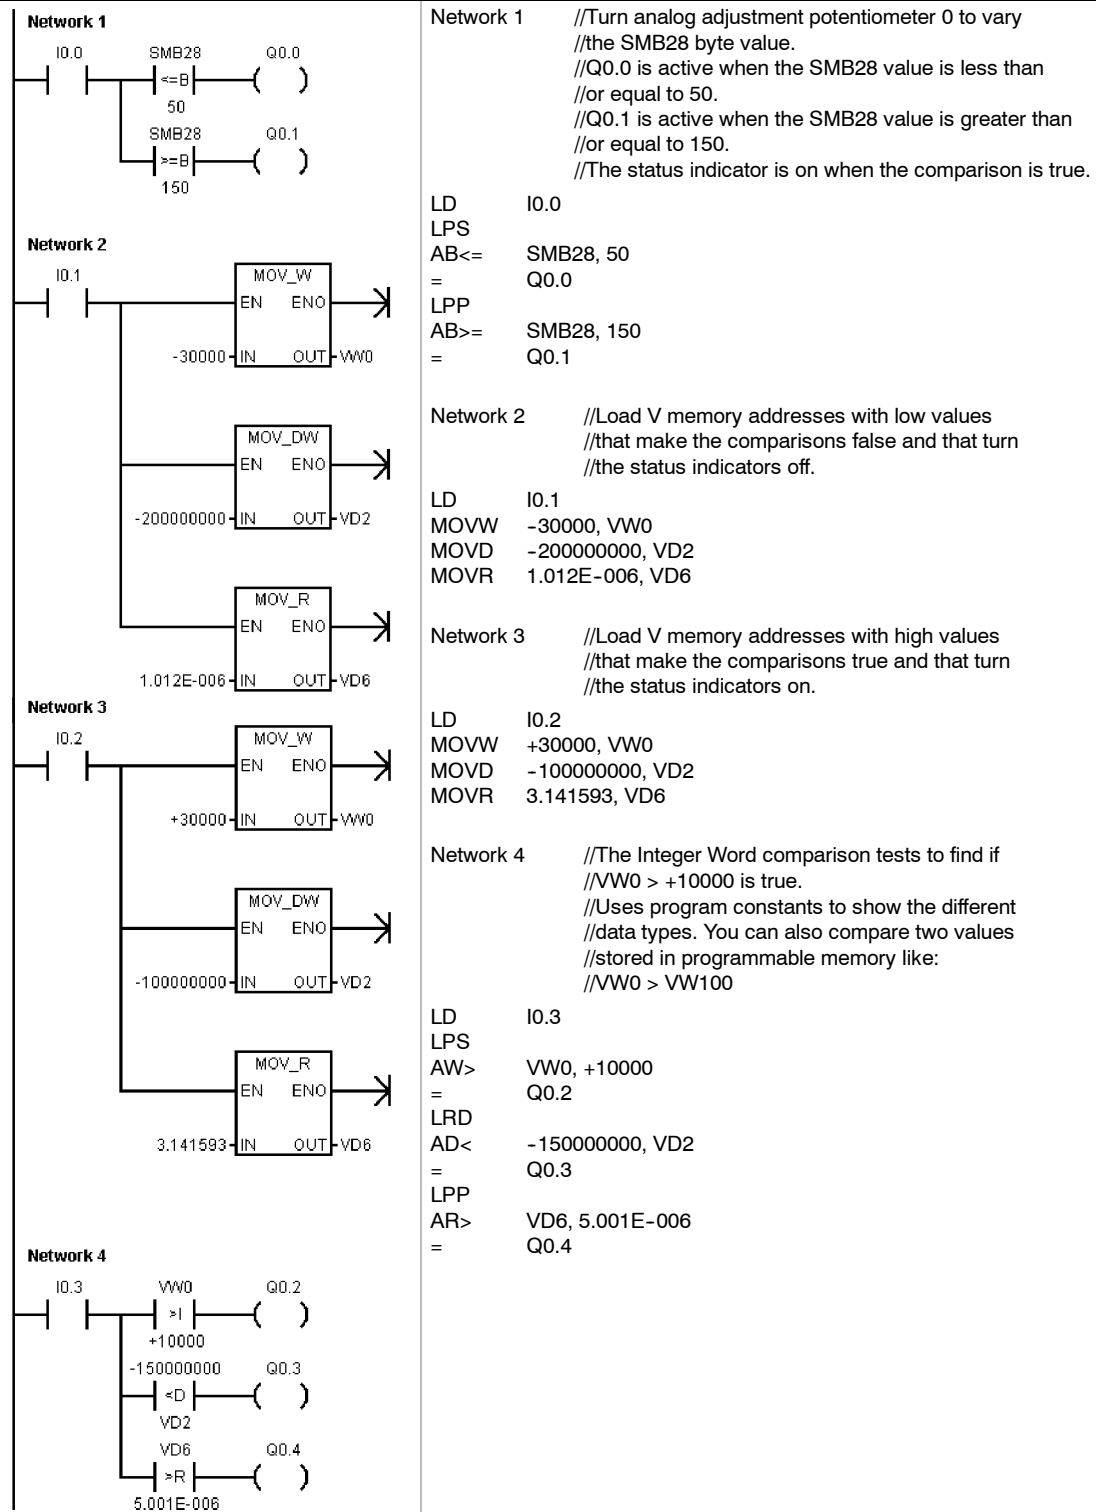 Network 1
I0.0 SMB28 Q0.0
<=B
50
SMB28 Q0.1
>=B
150
Network 2
I0.1 MOV_W
EN ENO
-30000 IN OUT VW0
MOV_DW
EN ENO
-200000000 IN OUT VD2
MOV_R
EN ENO
1.012E-006 IN OUT VD6
Network 3
I0.2 MOV_W
EN ENO
+30000 IN OUT VW0
MOV_DW
EN ENO
-100000000 IN OUT VD2
MOV_R
EN ENO
3.141593 IN OUT VD6
Network 4
I0.3 VW0 Q0.2
>I
+10000
-150000000 Q0.3
<D
VD2
VD6 Q0.4
>R
5.001E-006
Network 1 //Turn analog adjustment potentiometer 0 to vary
//the SMB28 byte value.
//Q0.0 is active when the SMB28 value is less than
//or equal to 50.
//Q0.1 is active when the SMB28 value is greater than
//or equal to 150.
//The status indicator is on when the comparison is true.
LD I0.0
LPS
AB<= SMB28, 50
= Q0.0
LPP
AB>= SMB28, 150
= Q0.1
Network 2 //Load V memory addresses with low values
//that make the comparisons false and that turn
//the status indicators off.
LD I0.1
MOVW -30000, VW0
MOVD -200000000, VD2
MOVR 1.012E-006, VD6
Network 3 //Load V memory addresses with high values
//that make the comparisons true and that turn
//the status indicators on.
LD I0.2
MOVW +30000, VW0
MOVD -100000000, VD2
MOVR 3.141593, VD6
Network 4 //The Integer Word comparison tests to find if
//VW0 > +10000 is true.
//Uses program constants to show the different
//data types. You can also compare two values
//stored in programmable memory like:
//VW0 > VW100
LD I0.3
LPS
AW> VW0, +10000
= Q0.2
LRD
AD< -150000000, VD2
= Q0.3
LPP
AR> VD6, 5.001E-006
= Q0.4